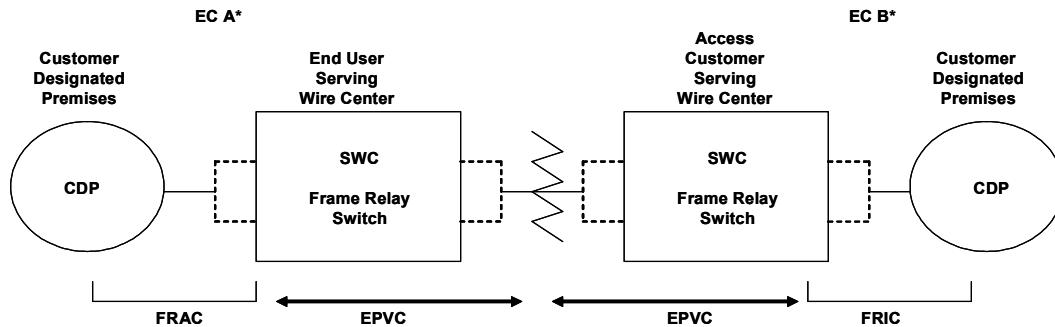 EC A*
EC B*
Customer
Designated
Premises
End User
Serving
Wire Center
Access
Customer
Serving
Wire Center
Customer
Designated
Premises
CDP
SWC
Frame Relay
Switch
SWC
Frame Relay
Switch
CDP
FRAC
EPVC
EPVC
FRIC